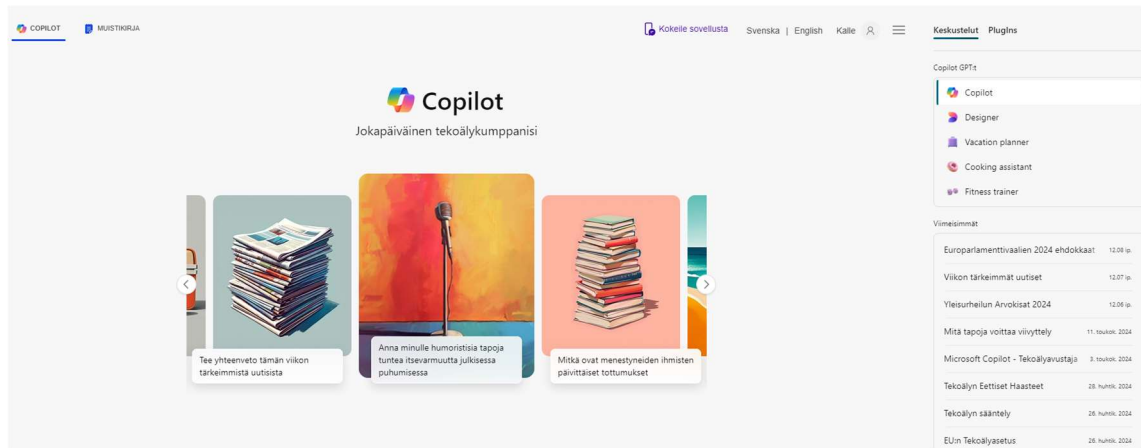 COPILOT
MUISTIKIRJA
Kokeile sovellusta
Svenska | English
Kalle
Copilot
Jokapäiväinen tekoälykumppanisi
Tee yhteenveto tämän viikon
tärkeimmistä uutisista
Anna minulle humoristisia tapoja
tuntea itsevarmuutta julkisessa
puhumisessa
Mitkä ovat menestyneiden ihmisten
päivittäiset tottumukset
Keskustelut PlugIns
Copilot GPT:t
Copilot
Designer
Vacation planner
Cooking assistant
Fitness trainer
Viimeisimmät
Europarlamenttivaalien 2024 ehdokkaat 12.08 ip.
Viikon tärkeimmät uutiset 12.07 ip.
Yleisurheilun Arvokisat 2024 12.06 ip.
Mitä tapoja voittaa viivyttely 11. toukok. 2024
Microsoft Copilot - Tekoälyavustaja 3. toukok. 2024
Tekoälyn Eettiset Haasteet 28. huhtik. 2024
Tekoälyn sääntely 26. huhtik. 2024
EU:n Tekoälyasetus 26. huhtik. 2024